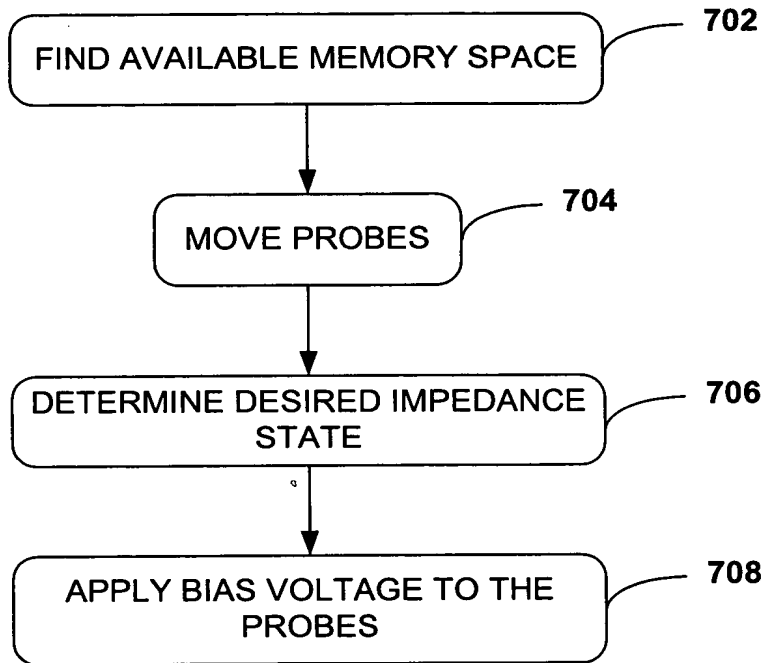 702
FIND AVAILABLE MEMORY SPACE
704
MOVE PROBES
706
DETERMINE DESIRED IMPEDANCE
STATE
708
APPLY BIAS VOLTAGE TO THE
PROBES